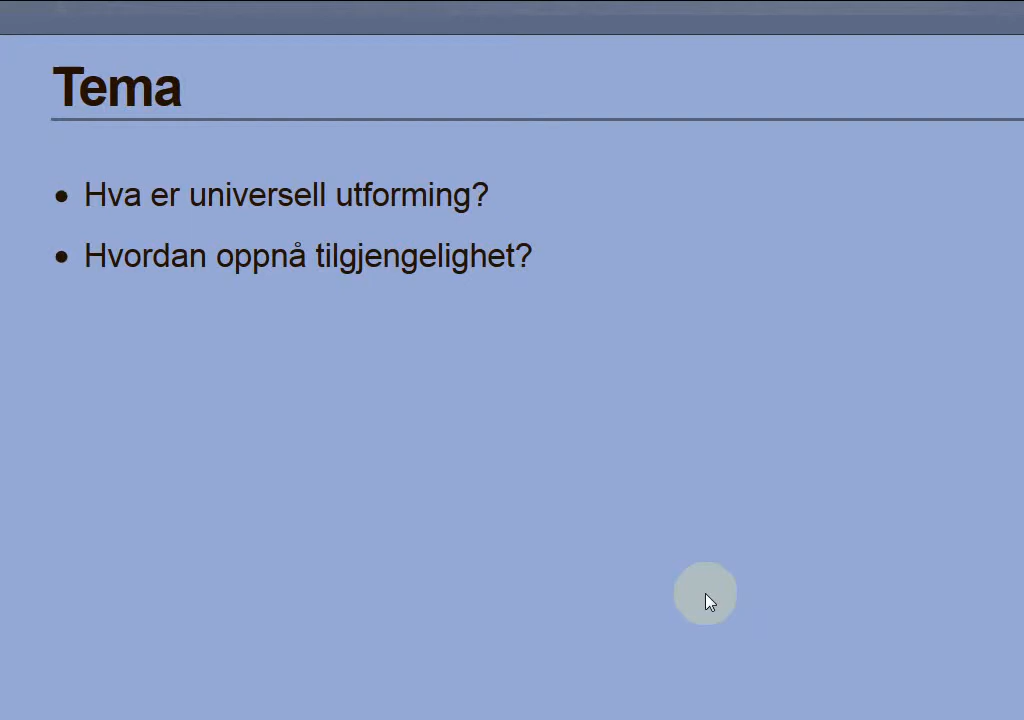 Tema
• Hva er universell utforming?
• Hvordan oppnå tilgjengelighet?